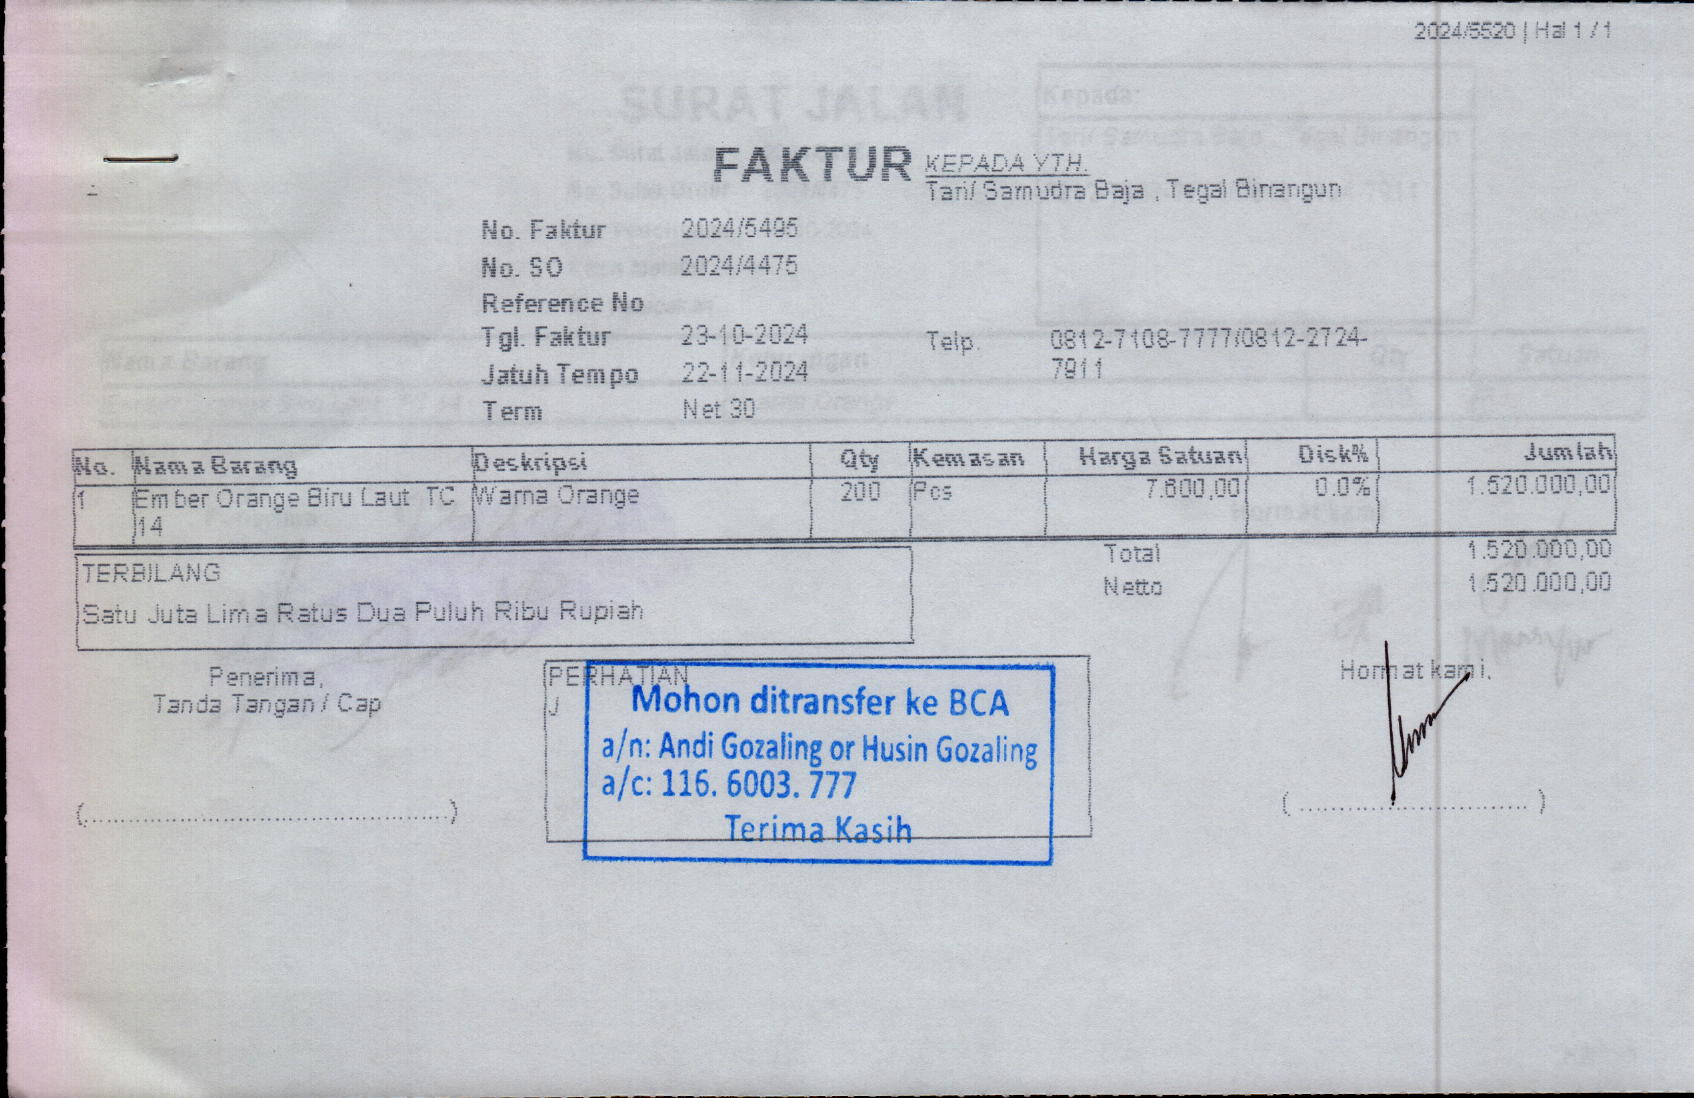 2024/5520 | Hal 1 / 1
FAKTUR
KEPADA YTH.
Tari/ Samudra Baja , Tegal Binangun
No. Faktur 2024/5495
No. SO 2024/4475
Reference No
Tgl. Faktur 23-10-2024 Telp. 0812-7108-7777/0812-2724-
7911
Jatuh Tempo 22-11-2024
Term Net 30
No. Nama Barang Deskripsi Qty Kemasan Harga Satuan Disk% Jumlah
1 Ember Orange Biru Laut TC Warna Orange 200 Pcs 7.600,00 0.0% 1.520.000,00
14
Total 1.520.000,00
Netto 1.520.000,00
TERBILANG
Satu Juta Lima Ratus Dua Puluh Ribu Rupiah
Penerima,
Tanda Tangan / Cap
PERHATIAN
J
Mohon ditransfer ke BCA
a/n: Andi Gozaling or Husin Gozaling
a/c: 116. 6003. 777
Terima Kasih
Hormat kami,